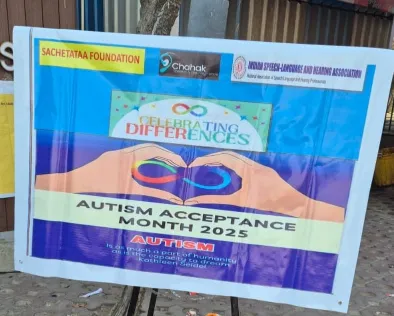 SACHETATAA FOUNDATION
Chahak
INDIAN SPEECH-LANGUAGE AND HEARING ASSOCIATION
CELEBRATING
DIFFERENCES
AUTISM ACCEPTANCE
MONTH 2025
AUTISM
is as much a part of humanity
as is the capacity to dream
Kathleen Seidel